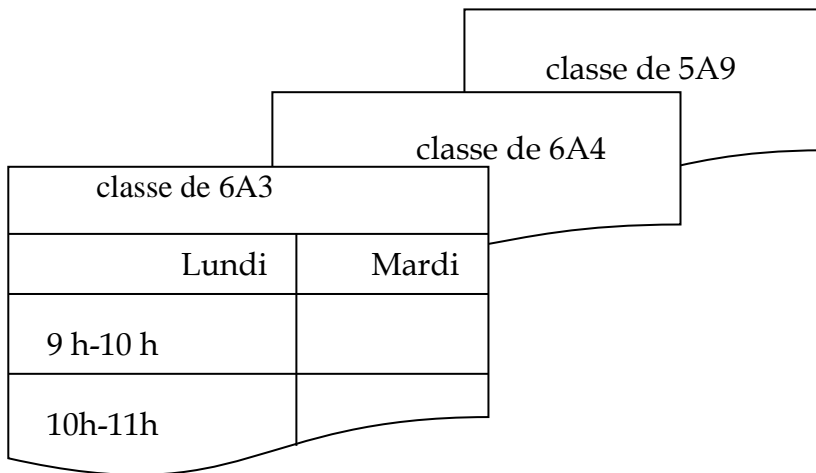 classe de 5A9
classe de 6A4
classe de 6A3
Lundi Mardi
9 h-10 h
10h-11h